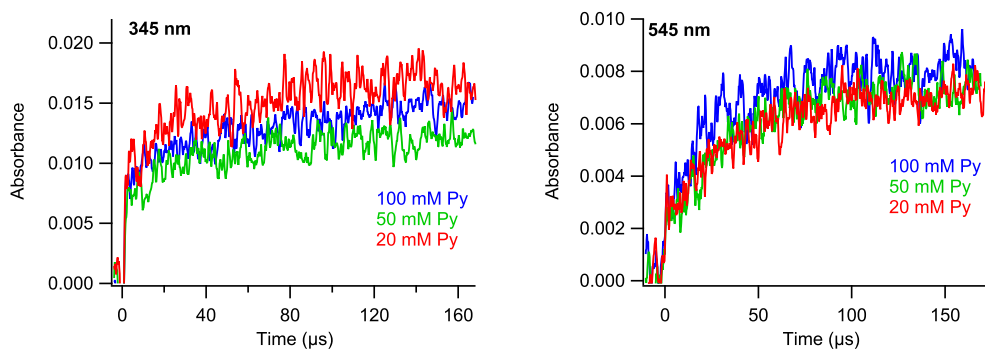 345 nm
0.020
0.015
0.010
0.005
0.000
Absorbance
100 mM Py
50 mM Py
20 mM Py
0 40 80 120 160
Time (µs)
545 nm
0.010
0.008
0.006
0.004
0.002
0.000
Absorbance
100 mM Py
50 mM Py
20 mM Py
0 50 100 150
Time (µs)